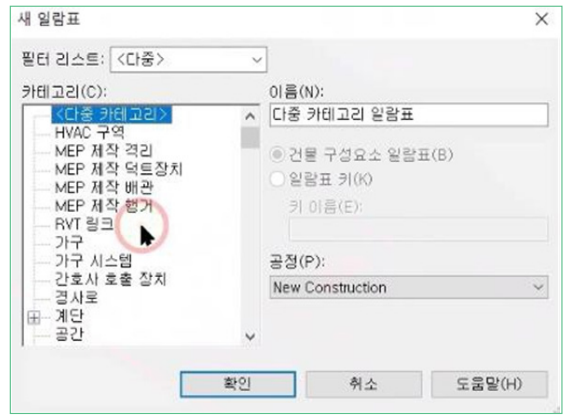 새 일람표
필터 리스트: <다중>
카테고리(C):
<다중 카테고리>
HVAC 구역
MEP 제작 격리
MEP 제작 덕트장치
MEP 제작 배관
MEP 제작 행거
RVT 링크
가구
가구 시스템
간호사 호출 장치
경사로
계단
공간
이름(N):
다중 카테고리 일람표
건물 구성요소 일람표(B)
일람표 키(K)
키 이름(E):
공정(P):
New Construction
확인 취소 도움말(H)